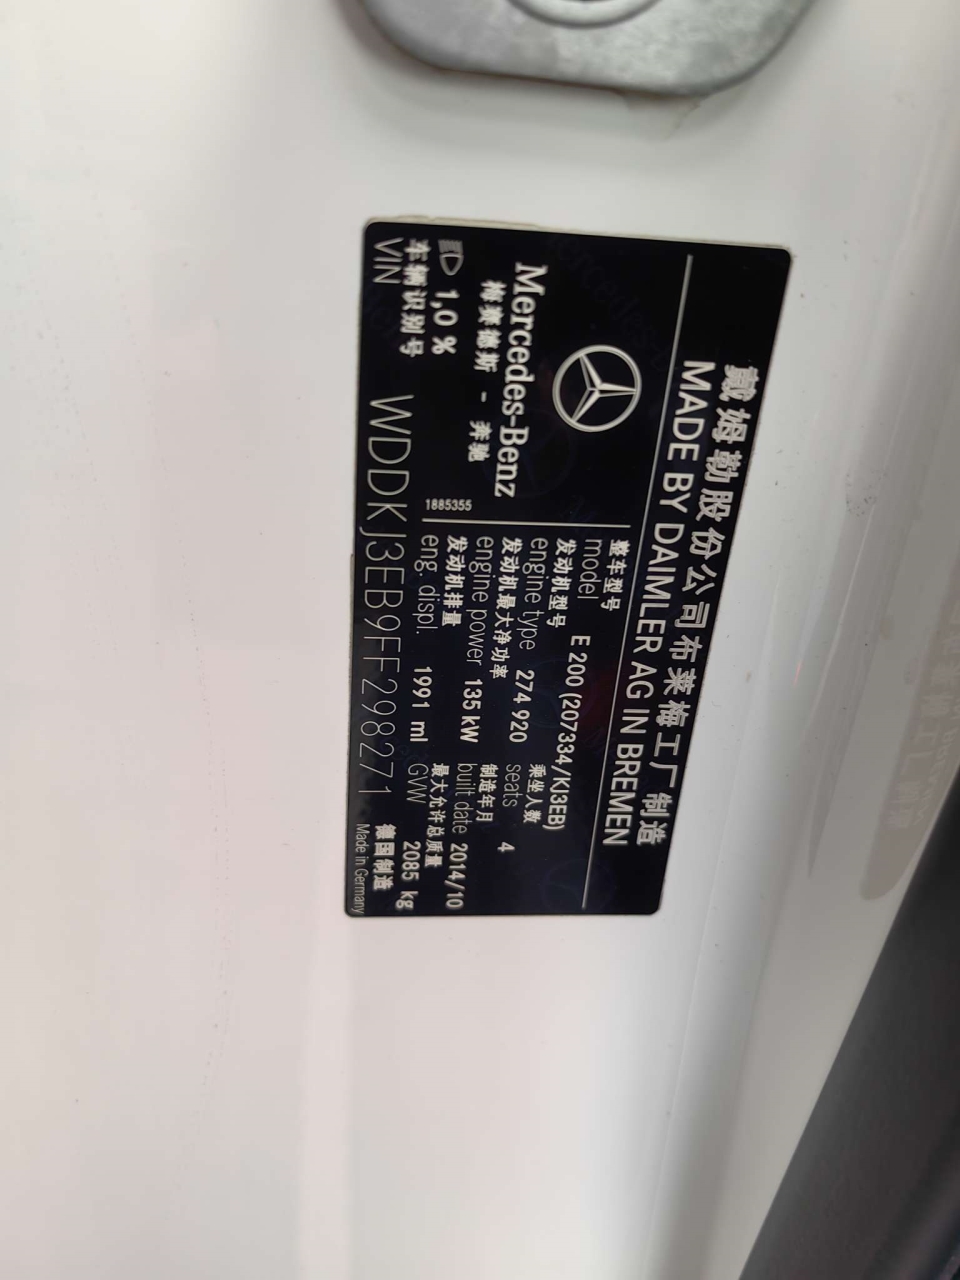 戴姆勒股份公司布莱梅工厂制造
MADE BY DAIMLER AG IN BREMEN
Mercedes-Benz
梅赛德斯 - 奔驰
1,0 %
1885355
整车型号
model E 200 (207334/KJ3EB)
发动机型号
engine type 274 920
乘坐人数
seats 4
发动机最大净功率
engine power 135 kW
制造年月
built date 2014/10
发动机排量
eng. displ. 1991 ml
最大允许总质量
GVW 2085 kg
车辆识别号
VIN WDDKJ3EB9FF298271
德国制造
Made in Germany